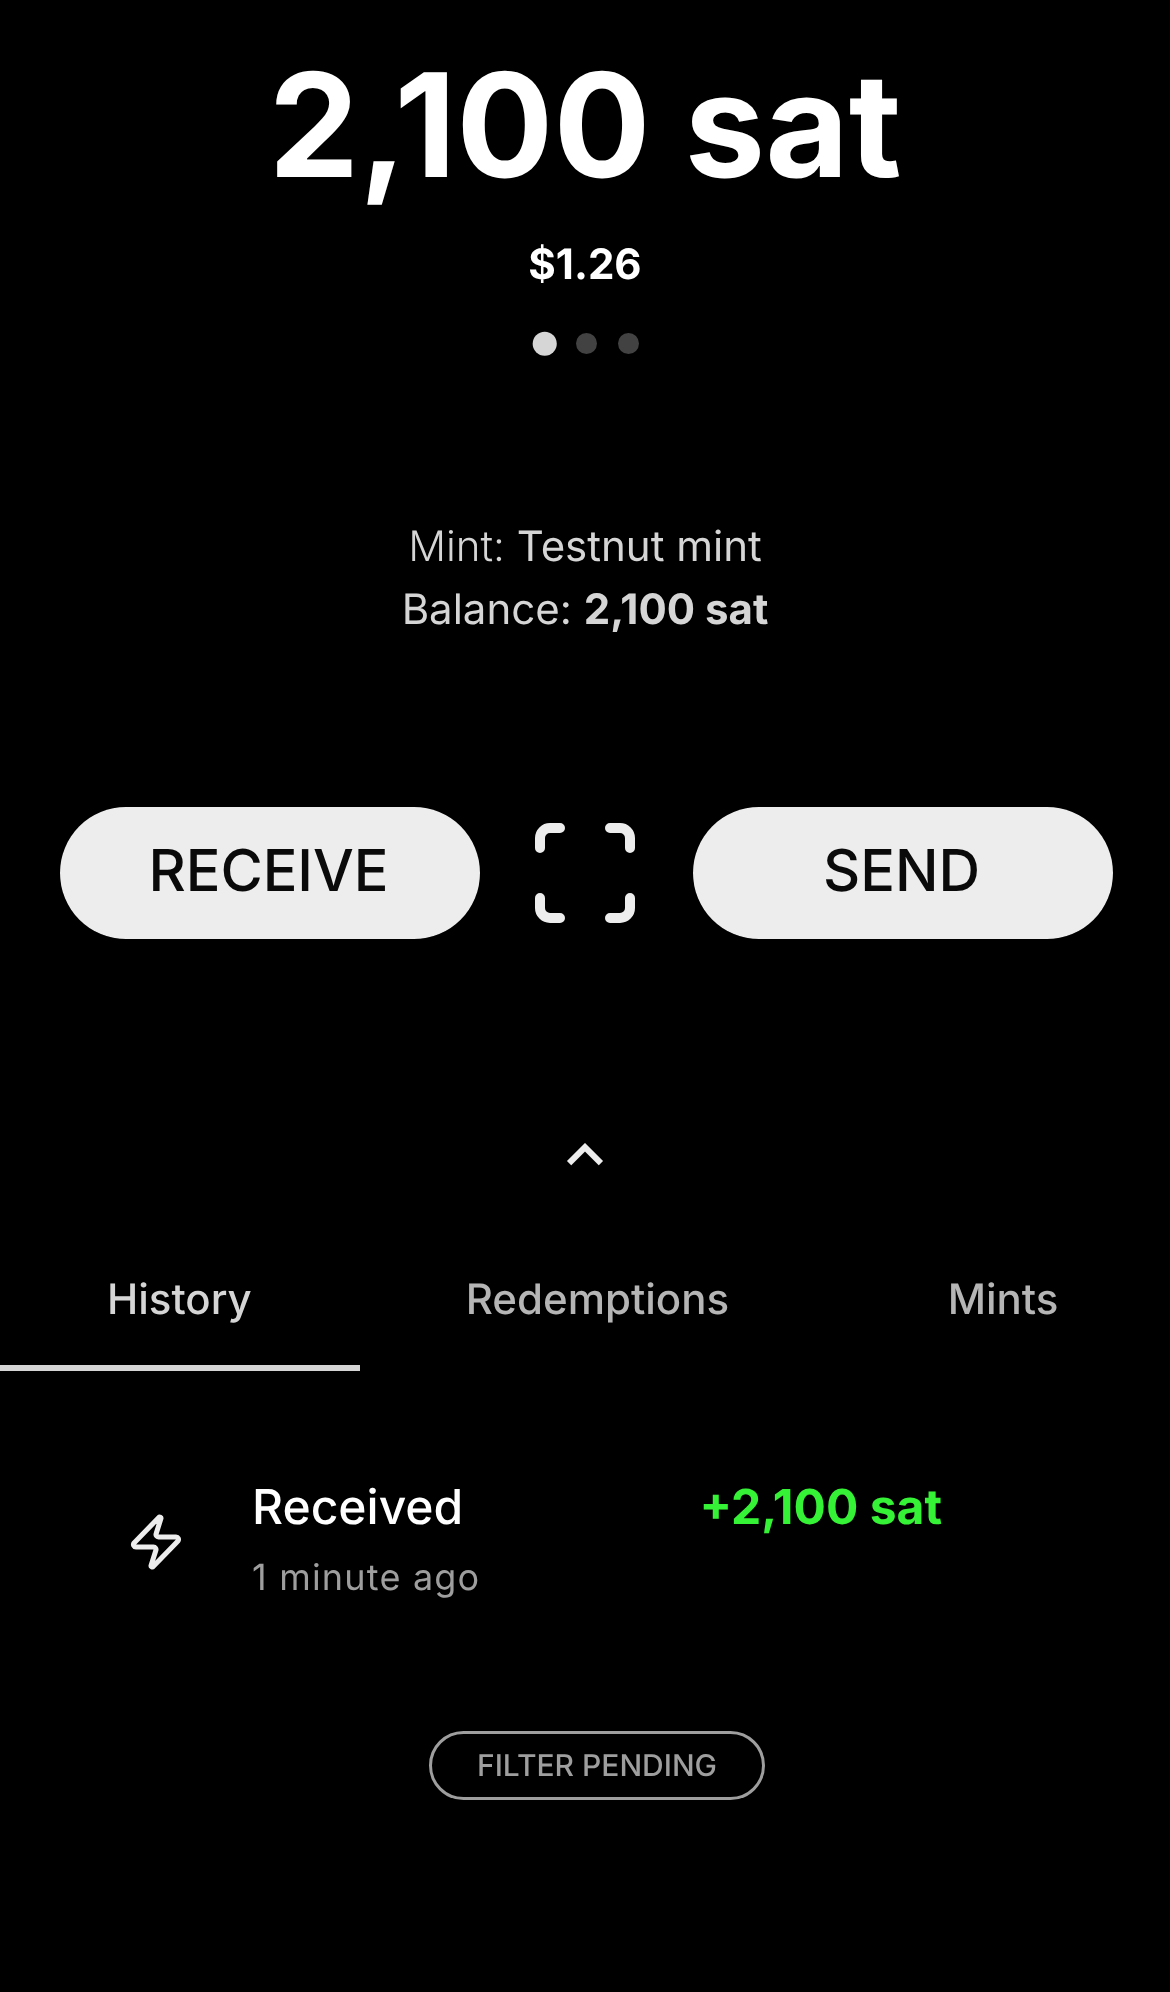 2,100 sat
$1.26
Mint: Testnut mint
Balance: 2,100 sat
RECEIVE
SEND
History
Redemptions
Mints
Received
+2,100 sat
1 minute ago
FILTER PENDING